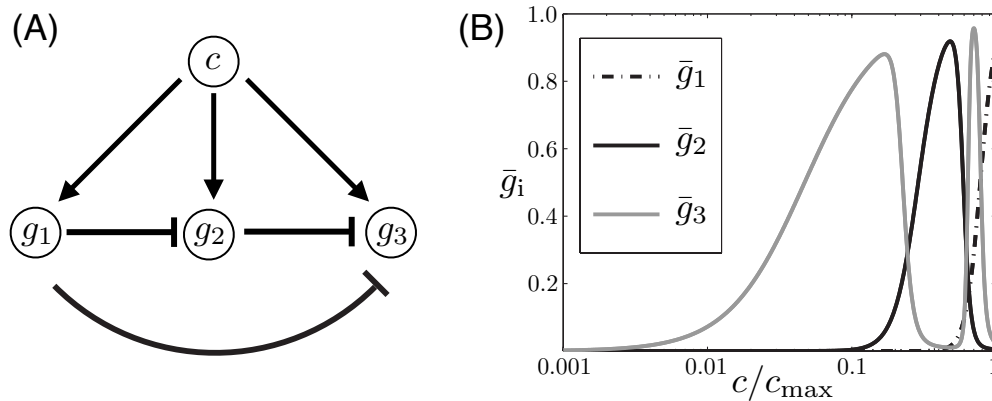 (A)
c
g₁
g₂
g₃
(B)
ḡᵢ
1.0
0.8
0.6
0.4
0.2
ḡ₁
ḡ₂
ḡ₃
0.001
0.01
0.1
1
c/cₘₐₓ